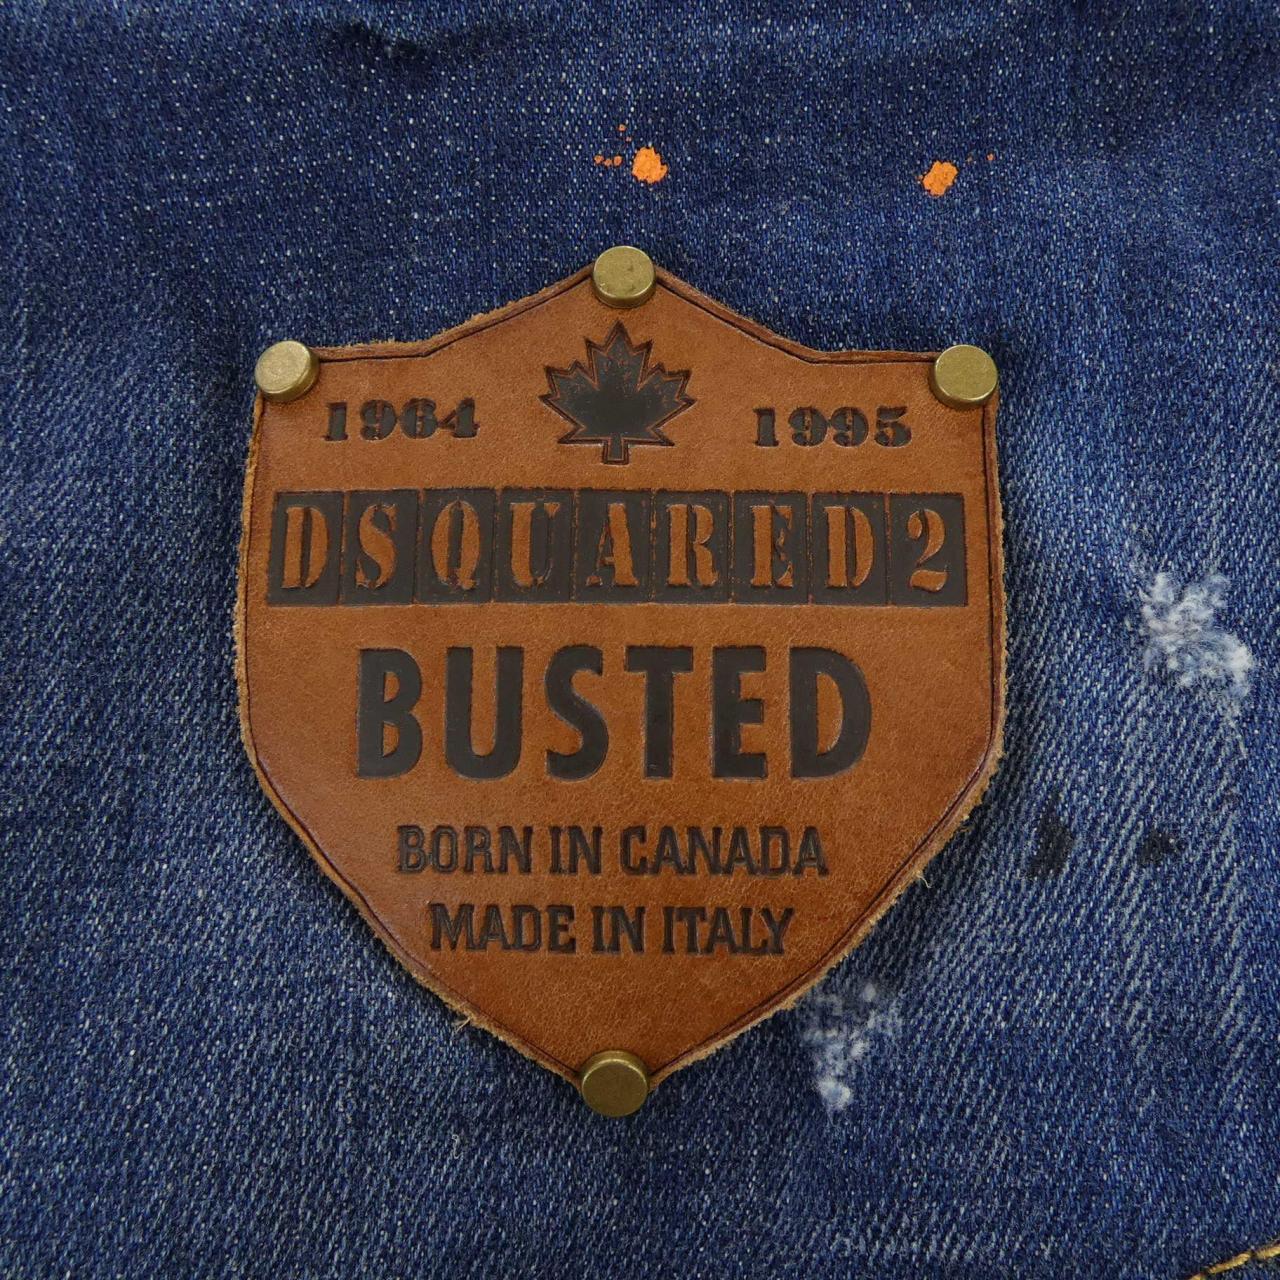 1964 1995
DSQUARED2
BUSTED
BORN IN CANADA
MADE IN ITALY